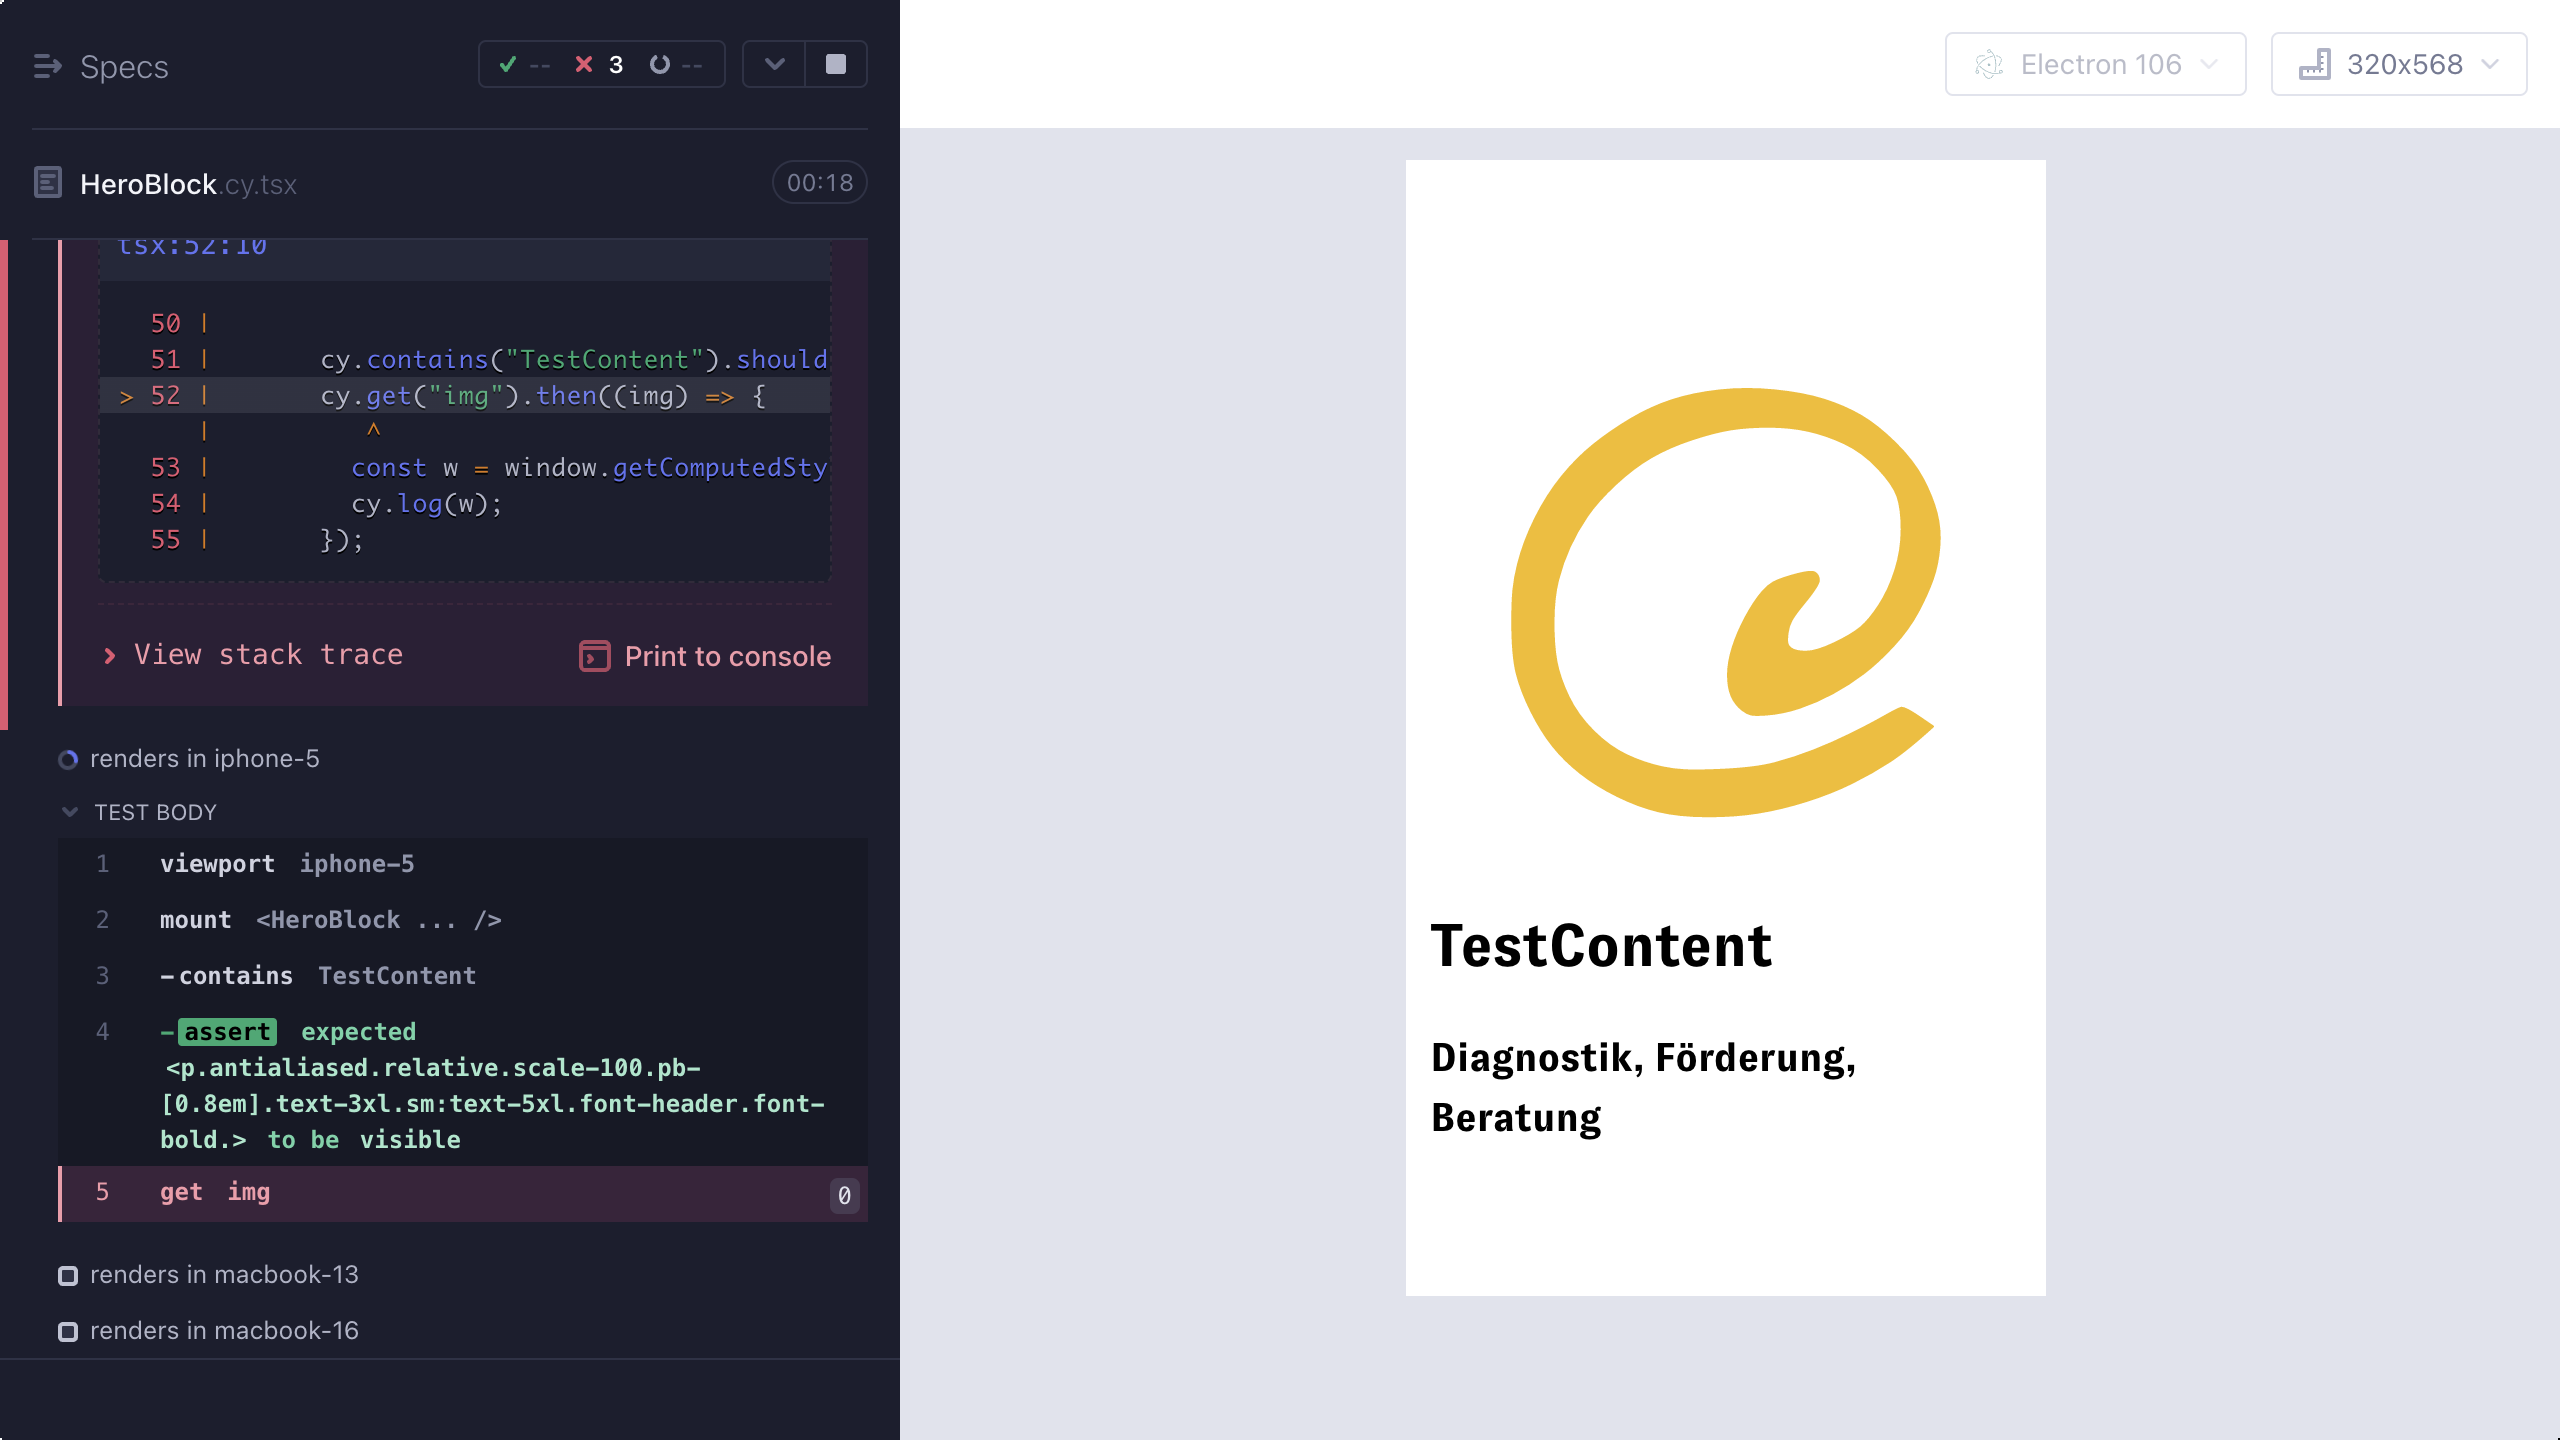 Specs
-- 3 --
HeroBlock.cy.tsx
00:18
tsx:52:10
50 |
51 | cy.contains("TestContent").should
> 52 | cy.get("img").then((img) => {
| ^
53 | const w = window.getComputedSty
54 | cy.log(w);
55 | });
View stack trace
Print to console
renders in iphone-5
TEST BODY
1 viewport iphone-5
2 mount <HeroBlock ... />
3 -contains TestContent
4 -assert expected
<p.antialiased.relative.scale-100.pb-
[0.8em].text-3xl.sm:text-5xl.font-header.font-
bold.> to be visible
5 get img 0
renders in macbook-13
renders in macbook-16
Electron 106
320x568
TestContent
Diagnostik, Förderung,
Beratung